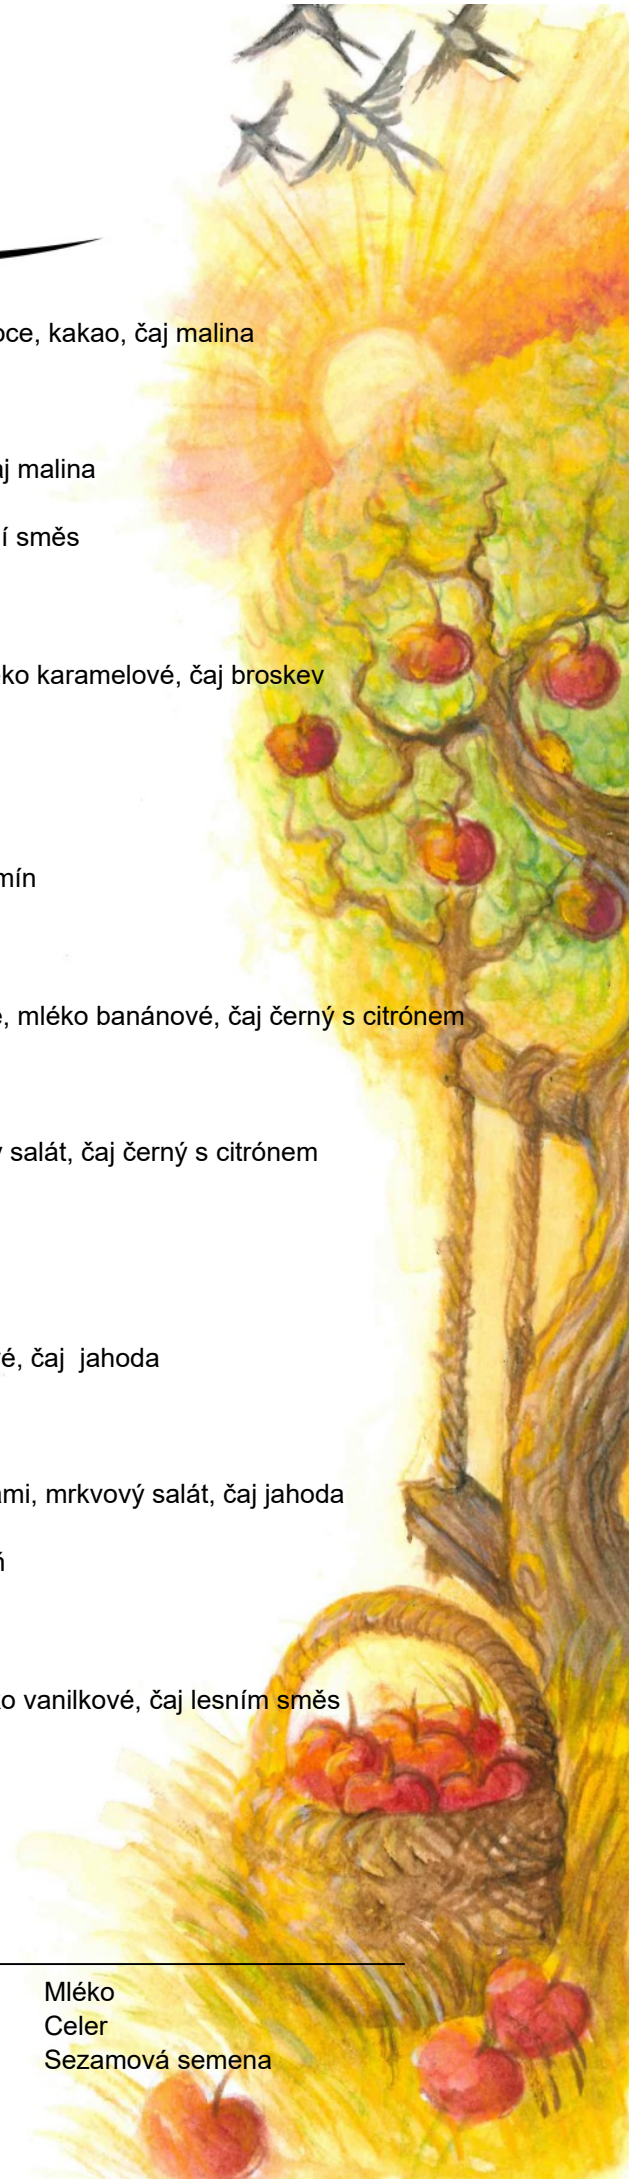 oce, kakao, čaj malina
aj malina
í směs
ko karamelové, čaj broskev
mín
, mléko banánové, čaj černý s citrónem
salát, čaj černý s citrónem
é, čaj  jahoda
ami, mrkvový salát, čaj jahoda
ň
o vanilkové, čaj lesním směs
Mléko
Celer
Sezamová semena